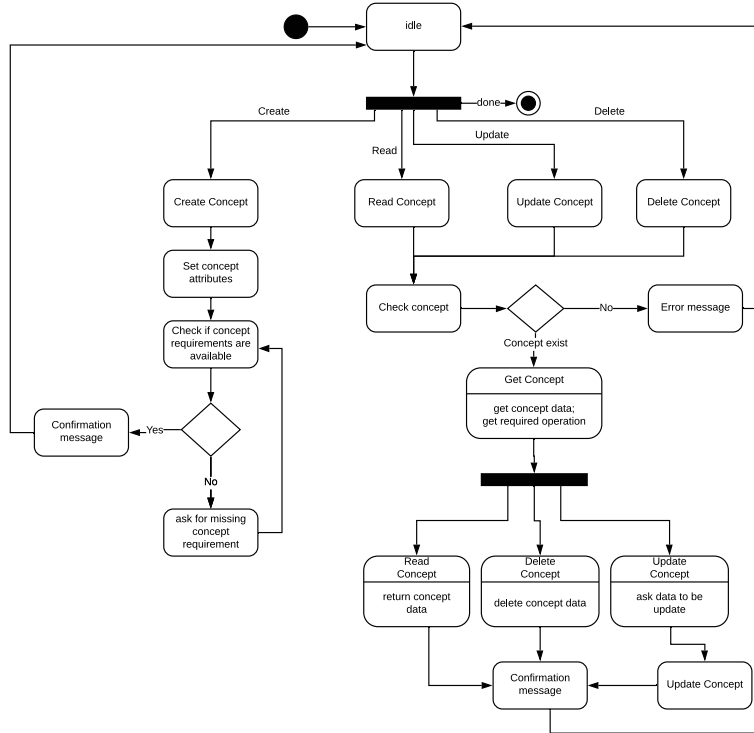 idle
done
Create
Delete
Update
Read
Create Concept
Read Concept
Update Concept
Delete Concept
Set concept
attributes
Check concept
No
Error message
Check if concept
requirements are
available
Concept exist
Get Concept
get concept data;
get required operation
Confirmation
message
Yes
No
ask for missing
concept
requirement
Read
Concept
return concept
data
Delete
Concept
delete concept data
Update
Concept
ask data to be
update
Confirmation
message
Update Concept